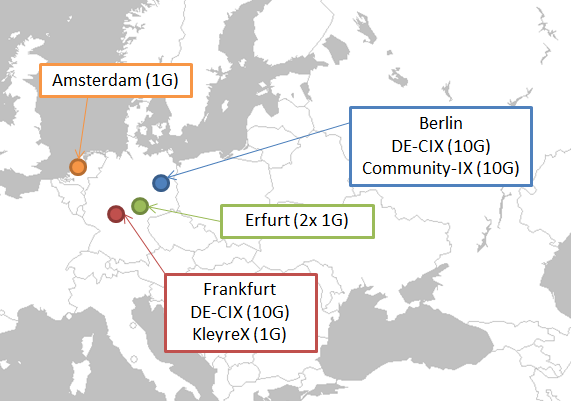 Amsterdam (1G)
Berlin
DE-CIX (10G)
Community-IX (10G)
Erfurt (2x 1G)
Frankfurt
DE-CIX (10G)
KleyreX (1G)